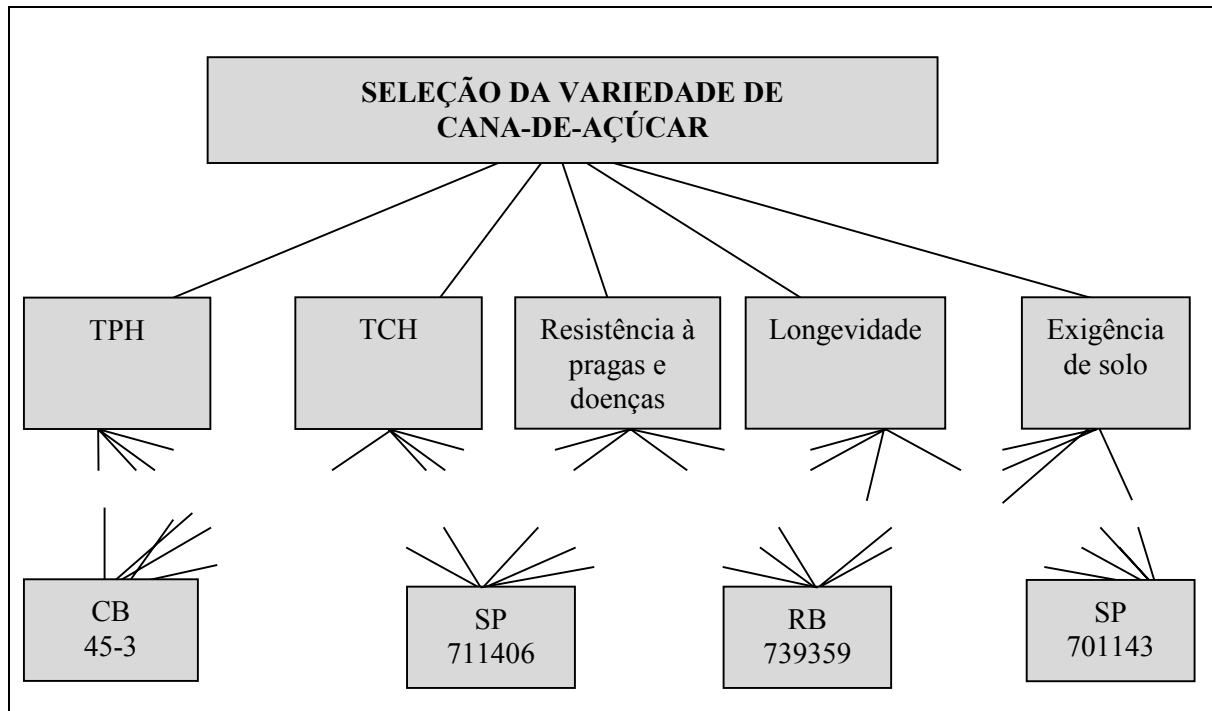 SELEÇÃO DA VARIEDADE DE
CANA-DE-AÇÚCAR
TPH
TCH
Resistência à
pragas e
doenças
Longevidade
Exigência
de solo
CB
45-3
SP
711406
RB
739359
SP
701143